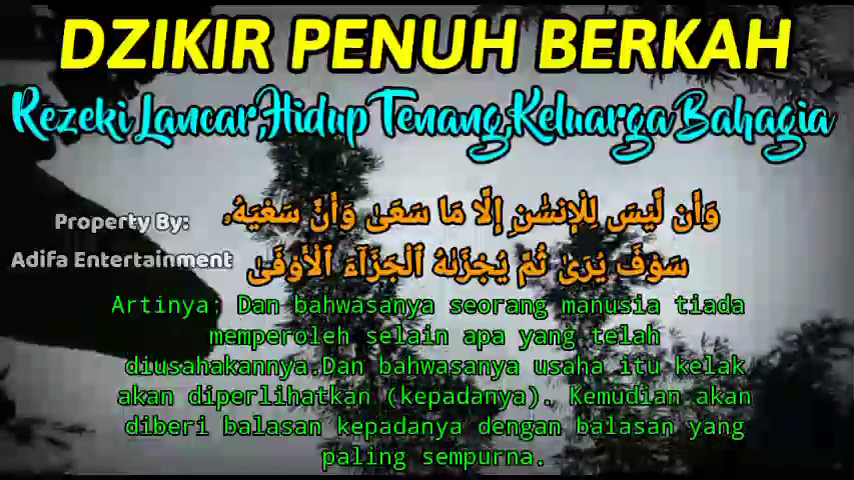 DZIKIR PENUH BERKAH
Rezeki Lancar,Hidup Tenang,Keluarga Bahagia
Property By:
Adifa Entertainment
وَأَن لَّيْسَ لِلْإِنسَٰنِ إِلَّا مَا سَعَىٰ وَأَنَّ سَعْيَهُۥ
سَوْفَ يُرَىٰ ثُمَّ يُجْزَىٰهُ ٱلْجَزَآءَ ٱلْأَوْفَىٰ
Artinya: Dan bahwasanya seorang manusia tiada
memperoleh selain apa yang telah
diusahakannya.Dan bahwasanya usaha itu kelak
akan diperlihatkan (kepadanya). Kemudian akan
diberi balasan kepadanya dengan balasan yang
paling sempurna.